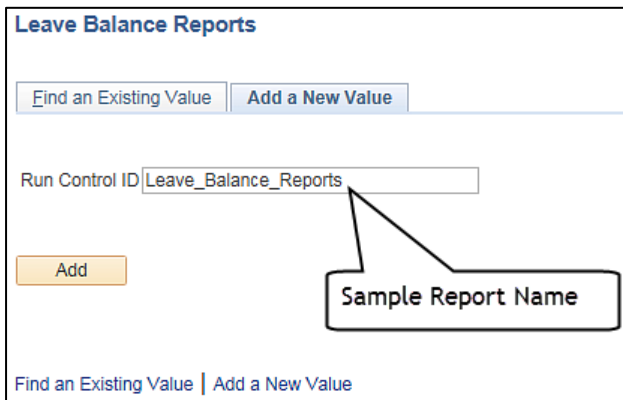 Leave Balance Reports
Find an Existing Value Add a New Value
Run Control ID Leave_Balance_Reports
Add
Sample Report Name
Find an Existing Value | Add a New Value